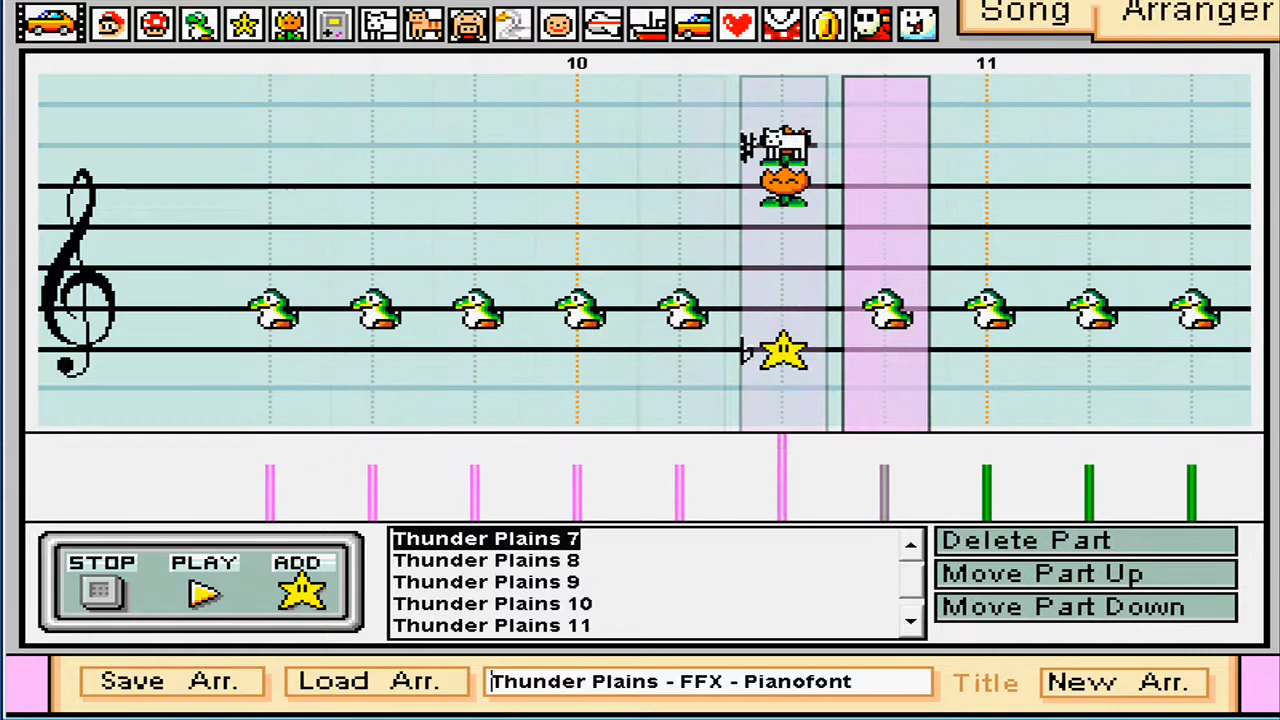 Song Arranger
10 11
STOP PLAY ADD
Thunder Plains 7
Thunder Plains 8
Thunder Plains 9
Thunder Plains 10
Thunder Plains 11
Delete Part
Move Part Up
Move Part Down
Save Arr. Load Arr. Thunder Plains - FFX - Pianofont Title New Arr.